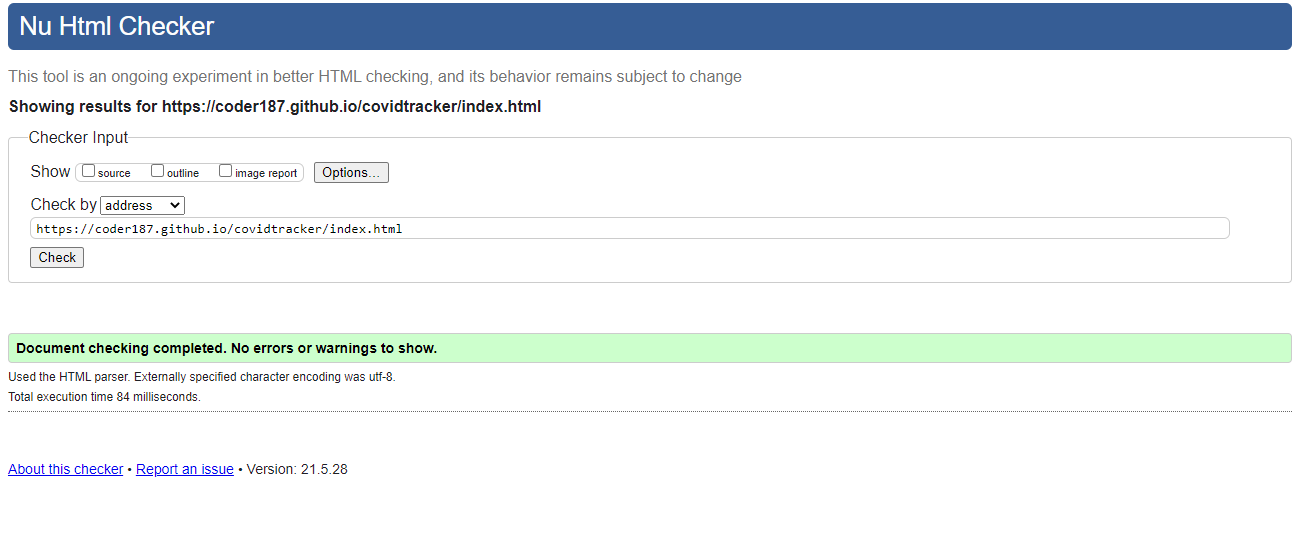 Nu Html Checker
This tool is an ongoing experiment in better HTML checking, and its behavior remains subject to change
Showing results for https://coder187.github.io/covidtracker/index.html
Checker Input
Show source outline image report Options...
Check by address
https://coder187.github.io/covidtracker/index.html
Check
Document checking completed. No errors or warnings to show.
Used the HTML parser. Externally specified character encoding was utf-8.
Total execution time 84 milliseconds.
About this checker • Report an issue • Version: 21.5.28